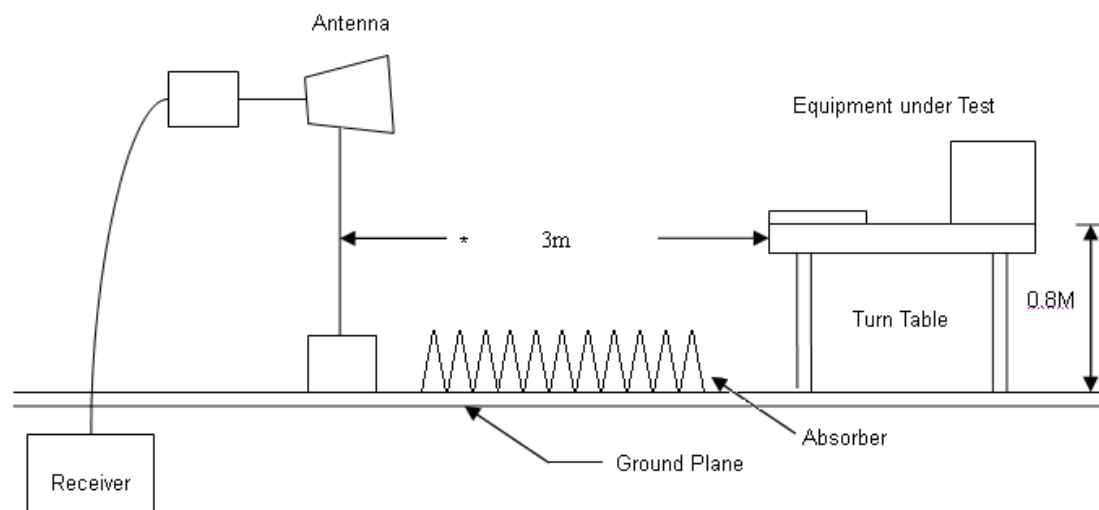 Antenna
Equipment under Test
* 3m
0.8M
Turn Table
Absorber
Ground Plane
Receiver